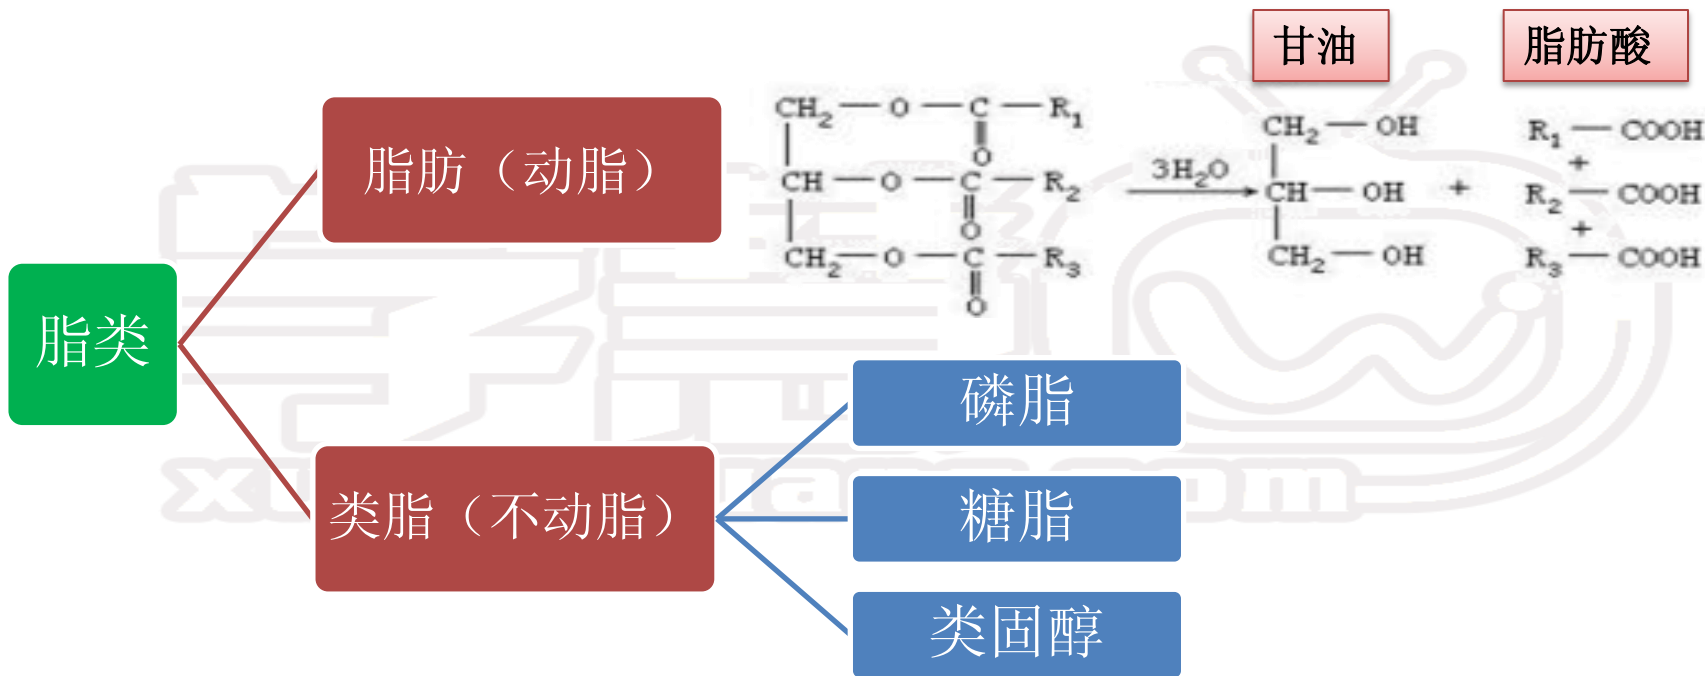 甘油
脂肪酸
脂肪（动脂）
CH2—O—C—R1
O
CH—O—C—R2
O
CH2—O—C—R3
O
3H2O
CH2—OH
CH—OH
CH2—OH
+
R1—COOH
+
R2—COOH
+
R3—COOH
脂类
磷脂
类脂（不动脂）
糖脂
类固醇